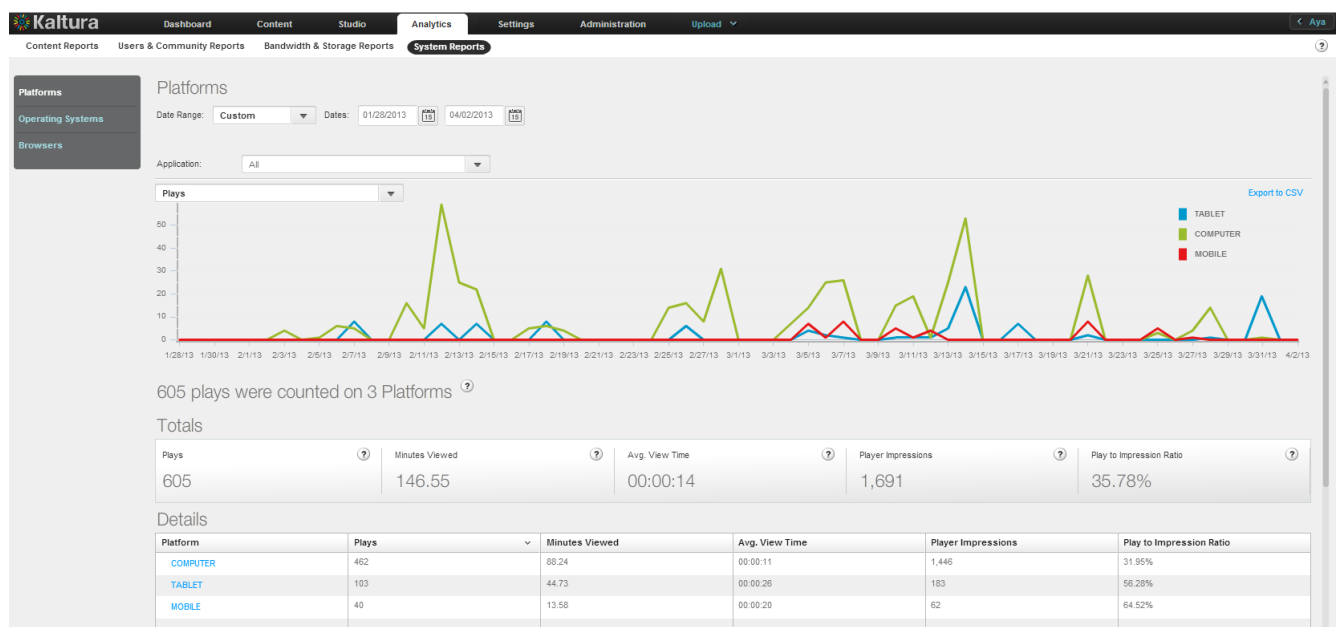 Kaltura Dashboard Content Studio Analytics Settings Administration Upload < Aya
Content Reports Users & Community Reports Bandwidth & Storage Reports System Reports ?
Platforms
Operating Systems
Browsers
Platforms
Date Range: Custom Dates: 01/28/2013 15 04/02/2013 15
Application: All
Plays Export to CSV
TABLET
COMPUTER
MOBILE
50
40
30
20
10
0
1/28/13 1/30/13 2/1/13 2/3/13 2/5/13 2/7/13 2/9/13 2/11/13 2/13/13 2/15/13 2/17/13 2/19/13 2/21/13 2/23/13 2/25/13 2/27/13 3/1/13 3/3/13 3/5/13 3/7/13 3/9/13 3/11/13 3/13/13 3/15/13 3/17/13 3/19/13 3/21/13 3/23/13 3/25/13 3/27/13 3/29/13 3/31/13 4/2/13
605 plays were counted on 3 Platforms ?
Totals
Plays ? Minutes Viewed ? Avg. View Time ? Player Impressions ? Play to Impression Ratio ?
605 146.55 00:00:14 1,691 35.78%
Details
Platform Plays Minutes Viewed Avg. View Time Player Impressions Play to Impression Ratio
COMPUTER 462 88.24 00:00:11 1,446 31.95%
TABLET 103 44.73 00:00:26 183 56.28%
MOBILE 40 13.58 00:00:20 62 64.52%